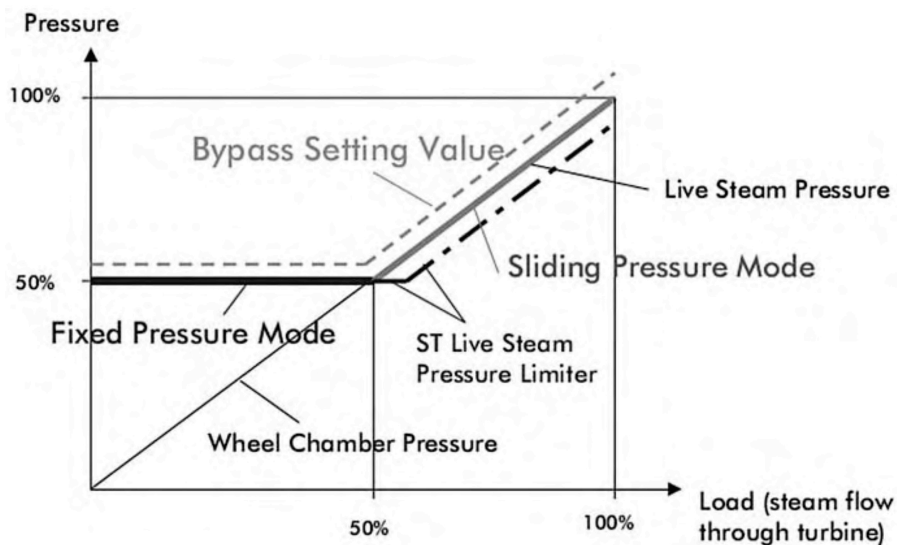 Pressure
100%
Bypass Setting Value
Live Steam Pressure
Sliding Pressure Mode
50%
Fixed Pressure Mode
ST Live Steam
Pressure Limiter
Wheel Chamber Pressure
50%
100%
Load (steam flow
through turbine)